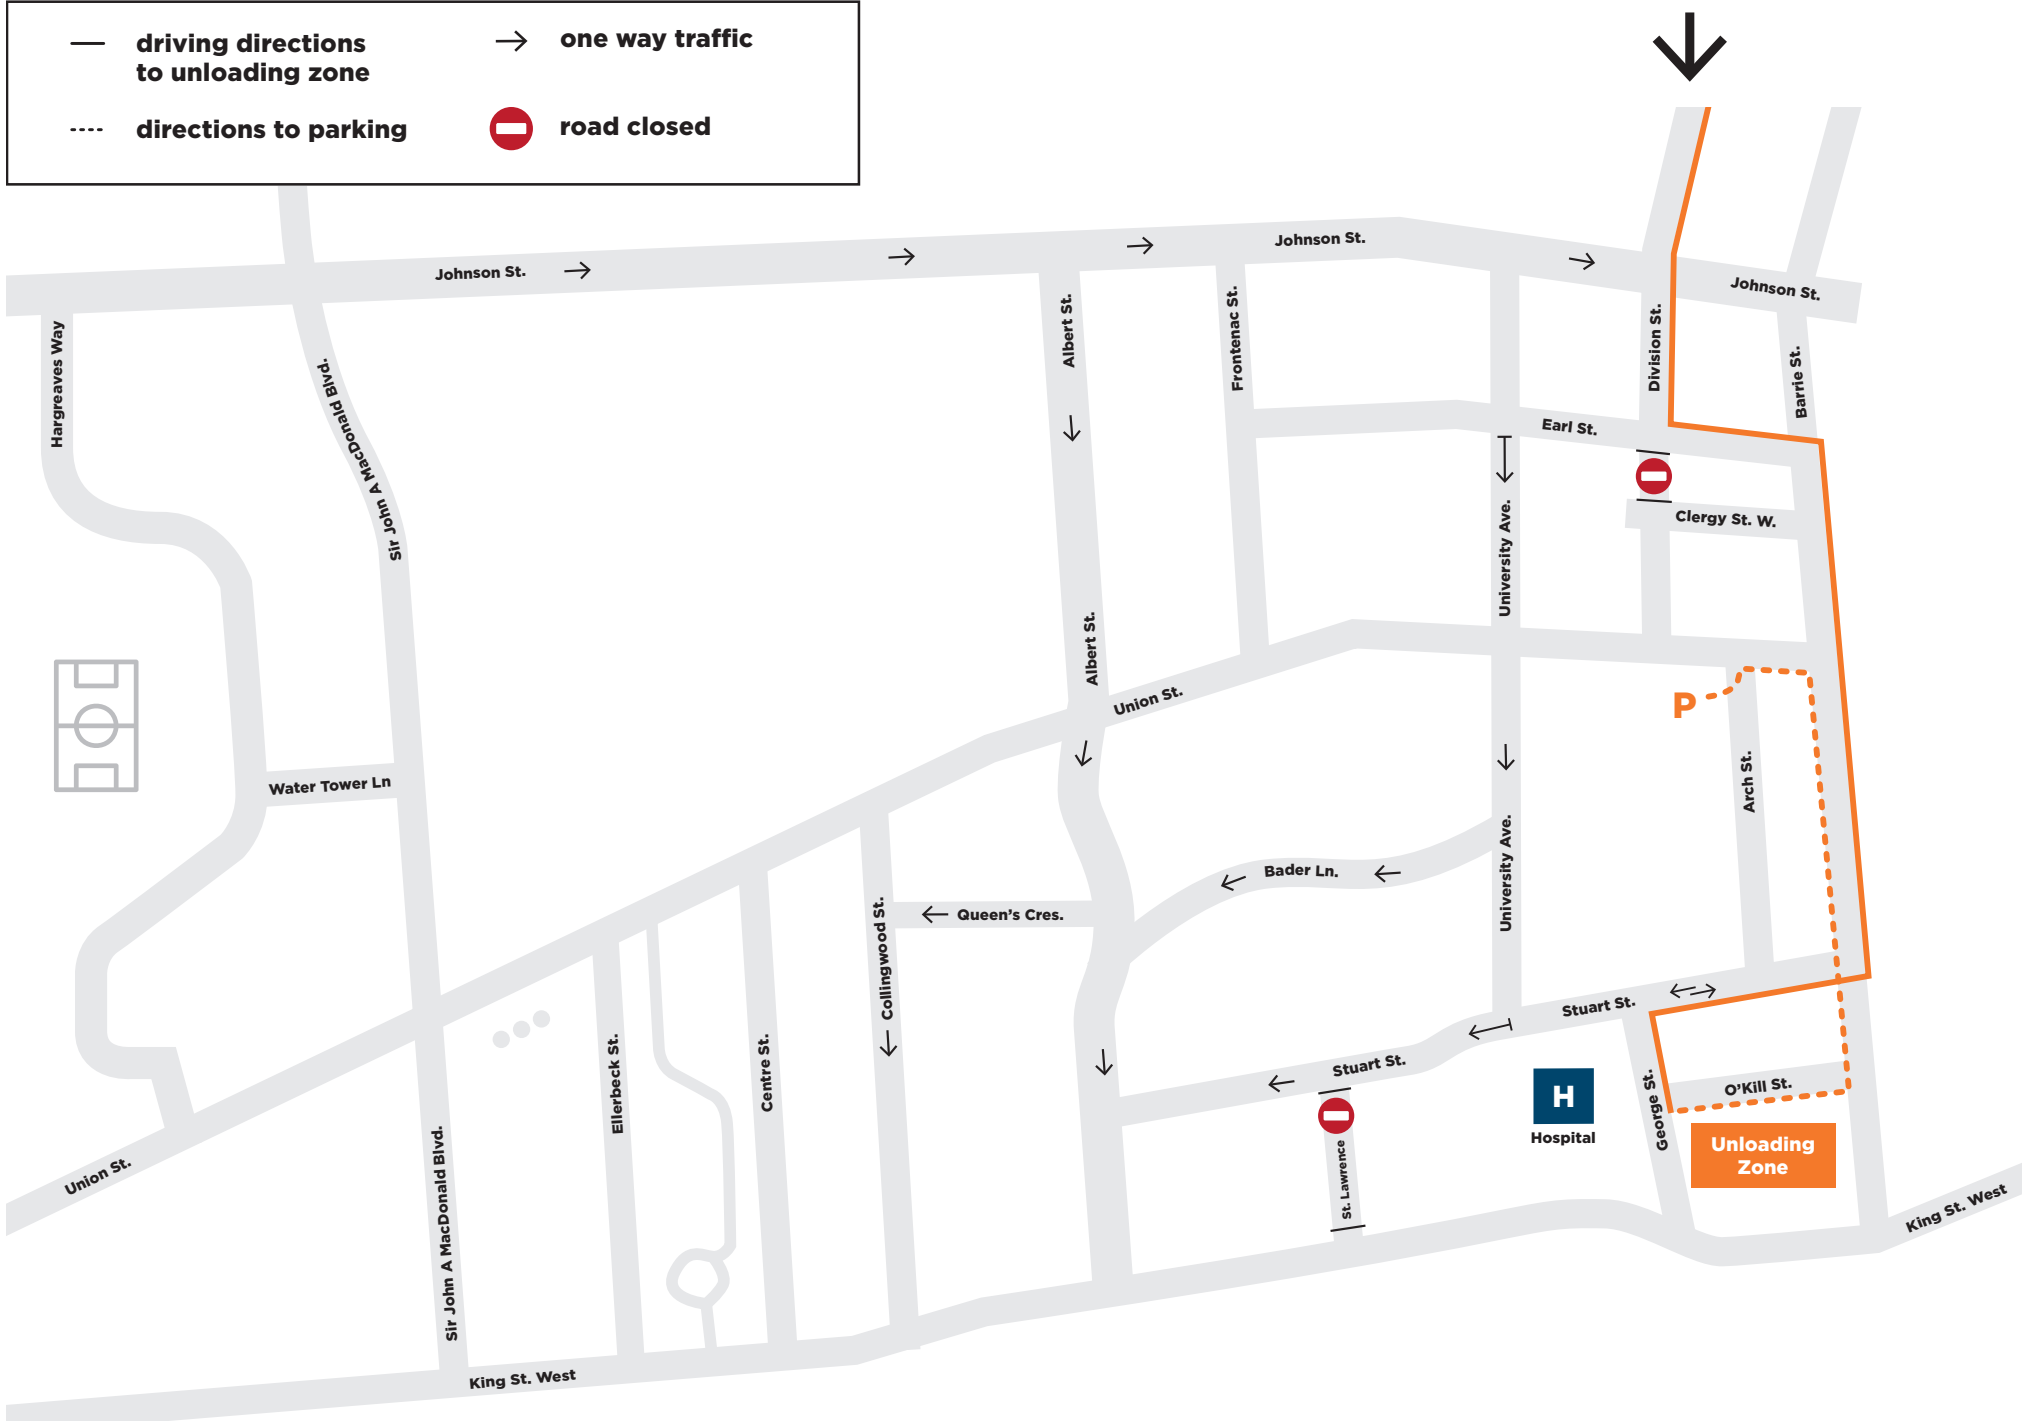 driving directions
to unloading zone
one way traffic
directions to parking
road closed
Johnson St.
Johnson St.
Johnson St.
Hargreaves Way
Sir John A MacDonald Blvd.
Albert St.
Frontenac St.
Division St.
Barrie St.
Earl St.
Clergy St. W.
University Ave.
Albert St.
Union St.
P
Arch St.
Water Tower Ln
Bader Ln.
University Ave.
Queen's Cres.
Collingwood St.
Stuart St.
Stuart St.
Ellerbeck St.
Centre St.
H
Hospital
George St.
O'Kill St.
Unloading
Zone
St. Lawrence
Union St.
Sir John A MacDonald Blvd.
King St. West
King St. West